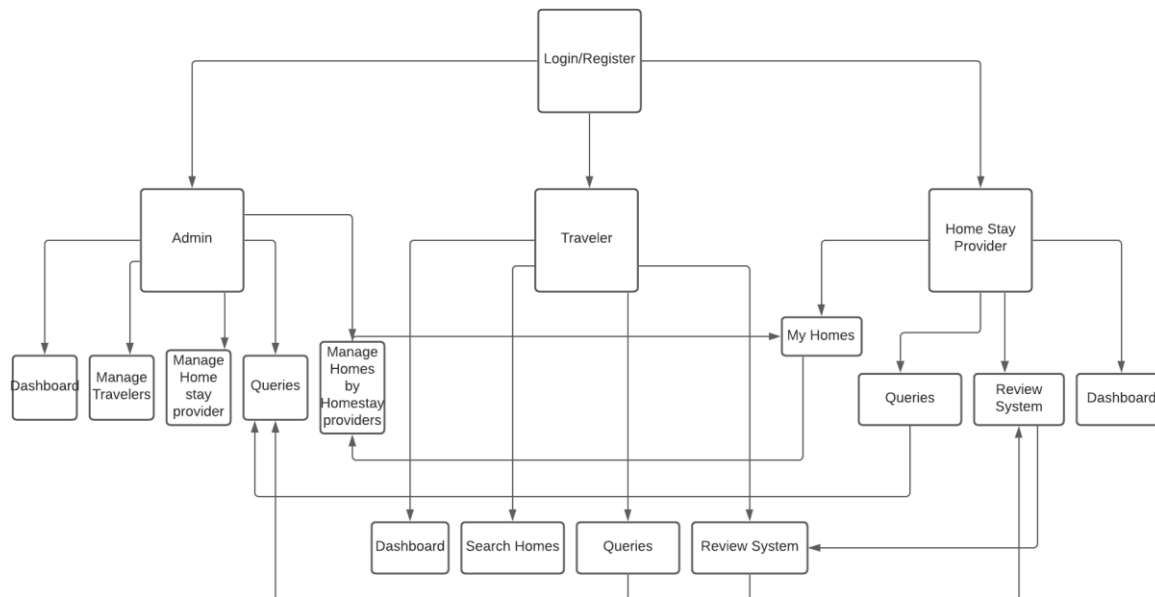 Login/Register
Admin
Traveler
Home Stay
Provider
My Homes
Dashboard
Manage
Travelers
Manage
Home
stay
provider
Queries
Manage
Homes
by
Homestay
providers
Queries
Review
System
Dashboard
Dashboard
Search Homes
Queries
Review System